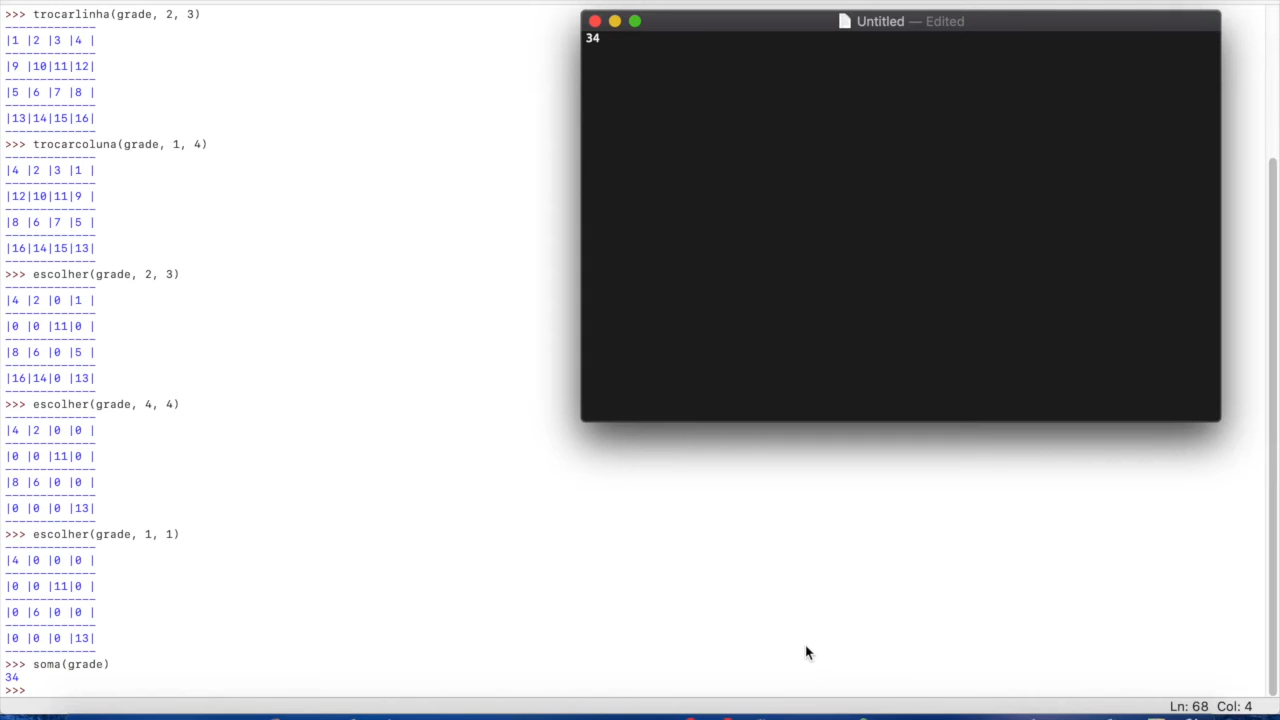 >>> trocarlinha(grade, 2, 3)
-------------
|1 |2 |3 |4 |
-------------
|9 |10|11|12|
-------------
|5 |6 |7 |8 |
-------------
|13|14|15|16|
-------------
>>> trocarcoluna(grade, 1, 4)
-------------
|4 |2 |3 |1 |
-------------
|12|10|11|9 |
-------------
|8 |6 |7 |5 |
-------------
|16|14|15|13|
-------------
>>> escolher(grade, 2, 3)
-------------
|4 |2 |0 |1 |
-------------
|0 |0 |11|0 |
-------------
|8 |6 |0 |5 |
-------------
|16|14|0 |13|
-------------
>>> escolher(grade, 4, 4)
-------------
|4 |2 |0 |0 |
-------------
|0 |0 |11|0 |
-------------
|8 |6 |0 |0 |
-------------
|0 |0 |0 |13|
-------------
>>> escolher(grade, 1, 1)
-------------
|4 |0 |0 |0 |
-------------
|0 |0 |11|0 |
-------------
|0 |6 |0 |0 |
-------------
|0 |0 |0 |13|
-------------
>>> soma(grade)
34
>>>
Untitled — Edited
34
Ln: 68 Col: 4